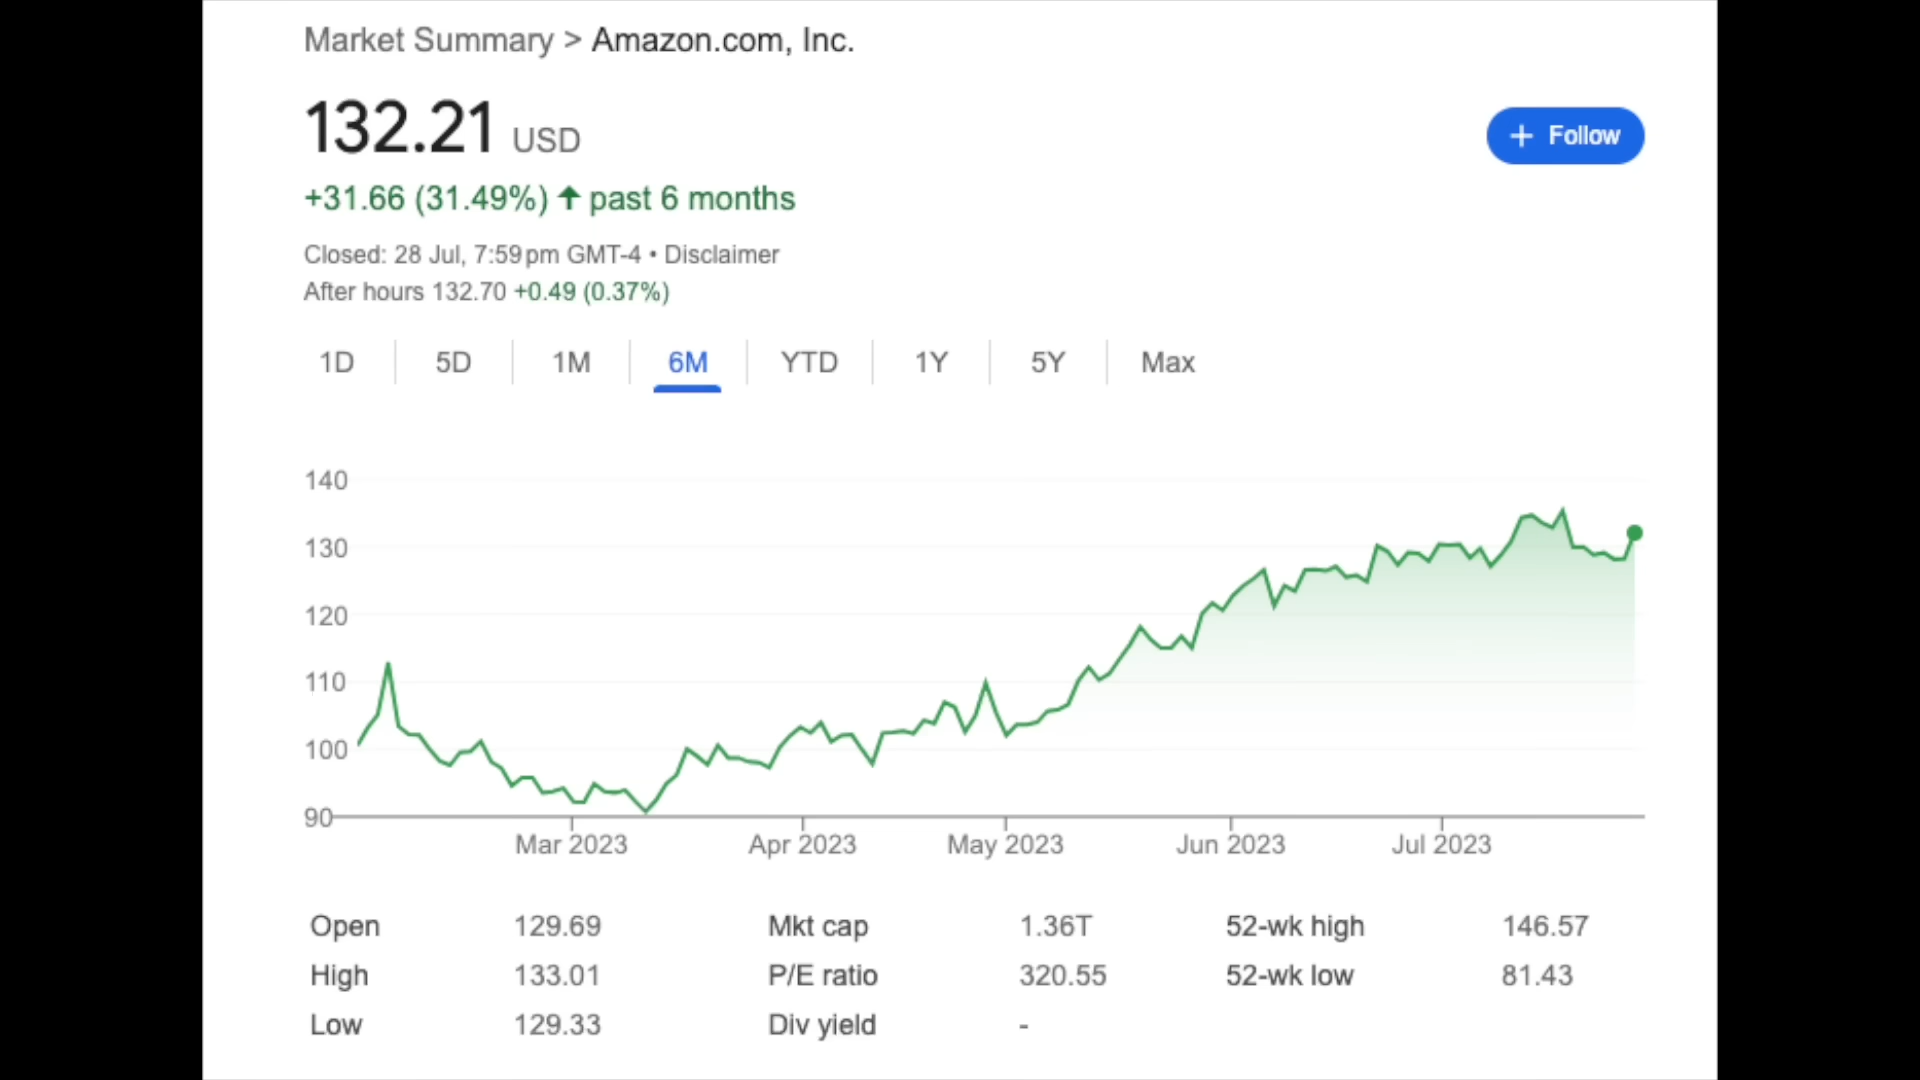 Market Summary > Amazon.com, Inc.
132.21 USD
+ Follow
+31.66 (31.49%) ↑ past 6 months
Closed: 28 Jul, 7:59 pm GMT-4 • Disclaimer
After hours 132.70 +0.49 (0.37%)
1D 5D 1M 6M YTD 1Y 5Y Max
140
130
120
110
100
90
Mar 2023 Apr 2023 May 2023 Jun 2023 Jul 2023
Open 129.69 Mkt cap 1.36T 52-wk high 146.57
High 133.01 P/E ratio 320.55 52-wk low 81.43
Low 129.33 Div yield -